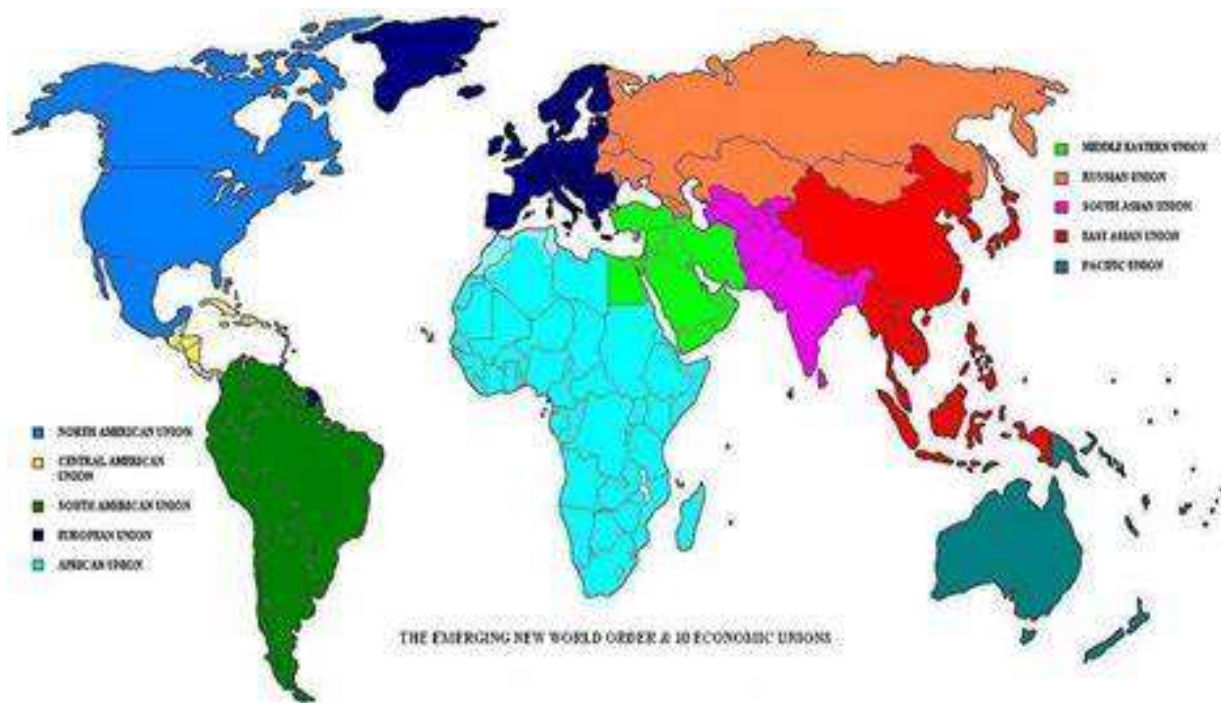 MIDDLE EASTERN UNION
RUSSIAN UNION
SOUTH ASIAN UNION
EAST ASIAN UNION
PACIFIC UNION
NORTH AMERICAN UNION
CENTRAL AMERICAN
UNION
SOUTH AMERICAN UNION
EUROPEAN UNION
AFRICAN UNION
THE EMERGING NEW WORLD ORDER & 10 ECONOMIC UNIONS